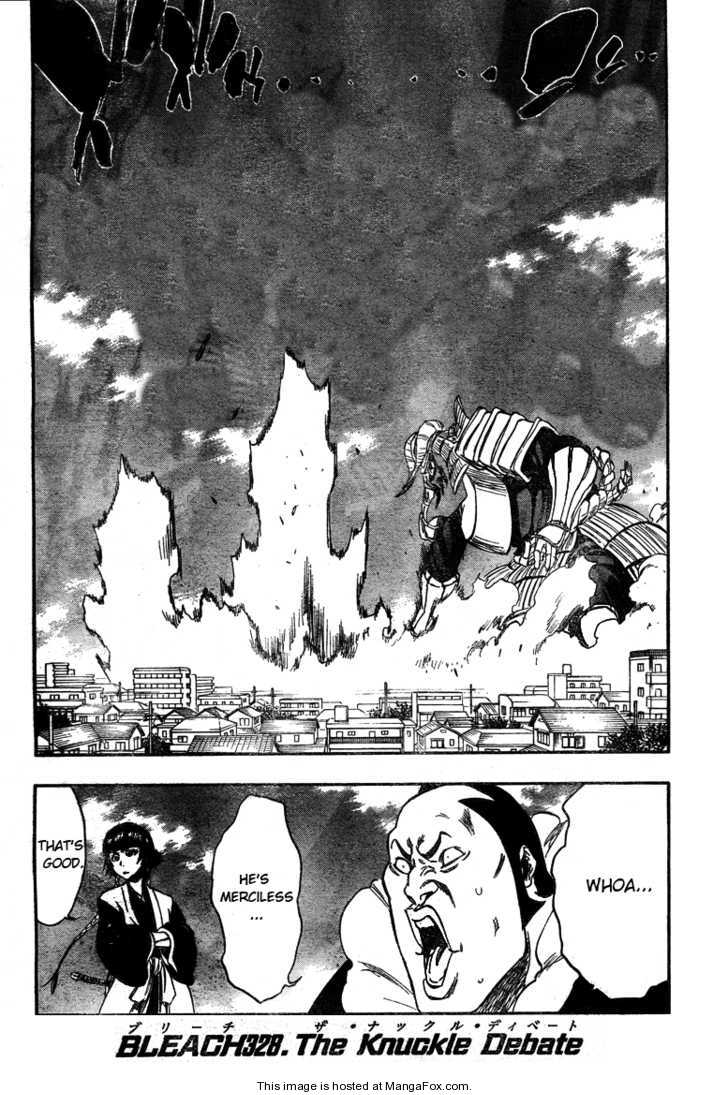 WHOA...
HE'S
MERCILESS
...
THAT'S
GOOD.
ブリーチ ザ・ナックル・ディベート
BLEACH328. The Knuckle Debate
This image is hosted at MangaFox.com.